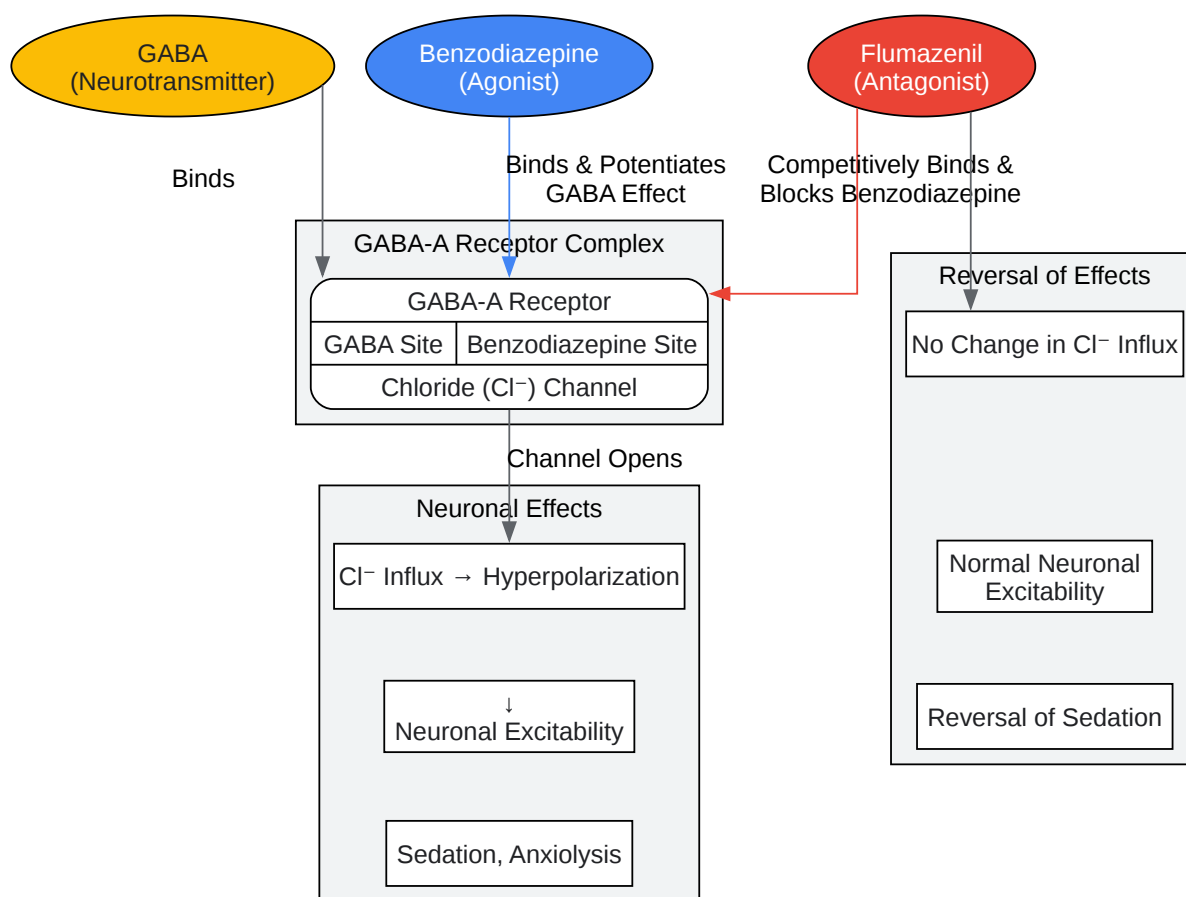 GABA
(Neurotransmitter)
Benzodiazepine
(Agonist)
Flumazenil
(Antagonist)
Binds
Binds & Potentiates
GABA Effect
Competitively Binds &
Blocks Benzodiazepine
GABA-A Receptor Complex
GABA-A Receptor
GABA Site
Benzodiazepine Site
Chloride (Cl⁻) Channel
Channel Opens
Neuronal Effects
Cl⁻ Influx → Hyperpolarization
↓
Neuronal Excitability
Sedation, Anxiolysis
Reversal of Effects
No Change in Cl⁻ Influx
Normal Neuronal
Excitability
Reversal of Sedation